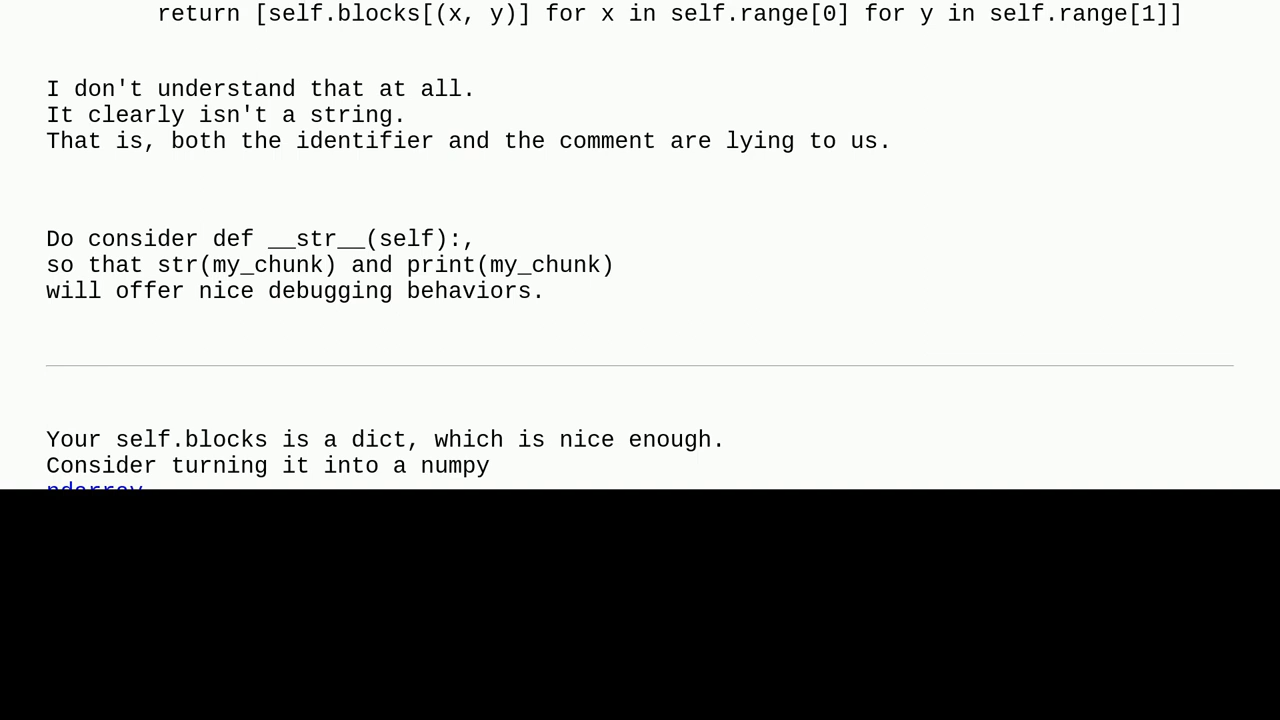 return [self.blocks[(x, y)] for x in self.range[0] for y in self.range[1]]
I don't understand that at all.
It clearly isn't a string.
That is, both the identifier and the comment are lying to us.
Do consider def __str__(self):,
so that str(my_chunk) and print(my_chunk)
will offer nice debugging behaviors.
Your self.blocks is a dict, which is nice enough.
Consider turning it into a numpy
ndarray